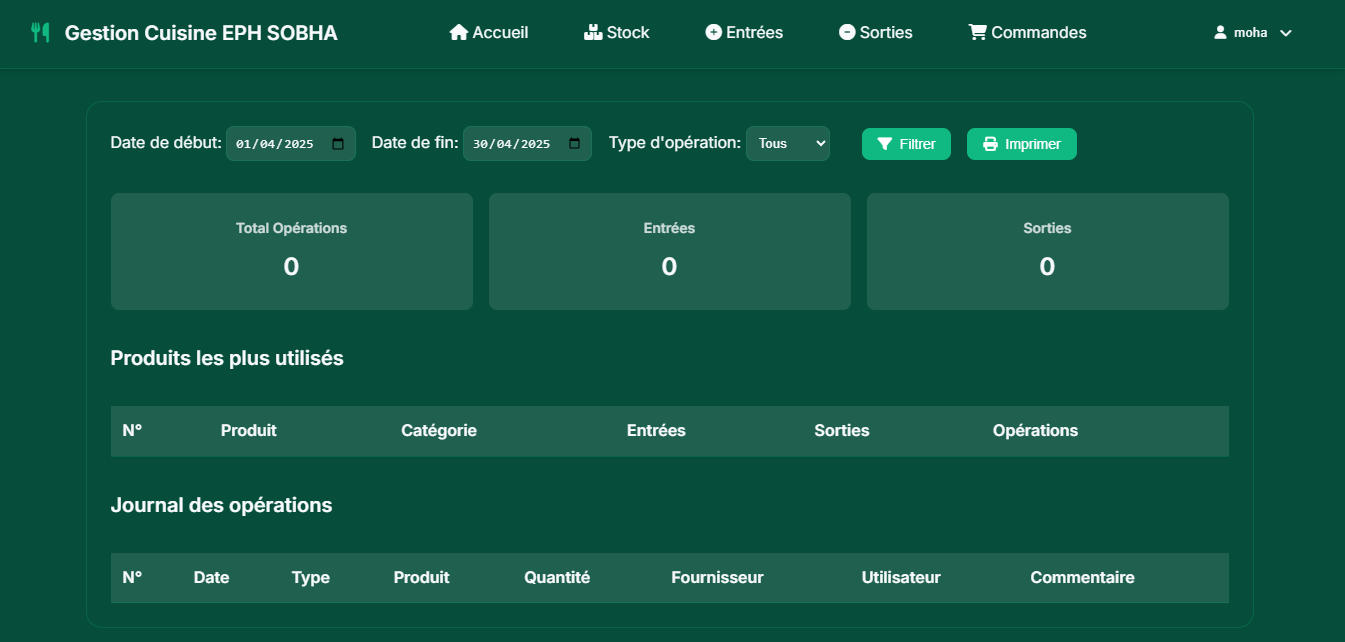 Gestion Cuisine EPH SOBHA Accueil Stock Entrées Sorties Commandes moha
Date de début: 01/04/2025 Date de fin: 30/04/2025 Type d'opération: Tous Filtrer Imprimer
Total Opérations Entrées Sorties
0 0 0
Produits les plus utilisés
N° Produit Catégorie Entrées Sorties Opérations
Journal des opérations
N° Date Type Produit Quantité Fournisseur Utilisateur Commentaire